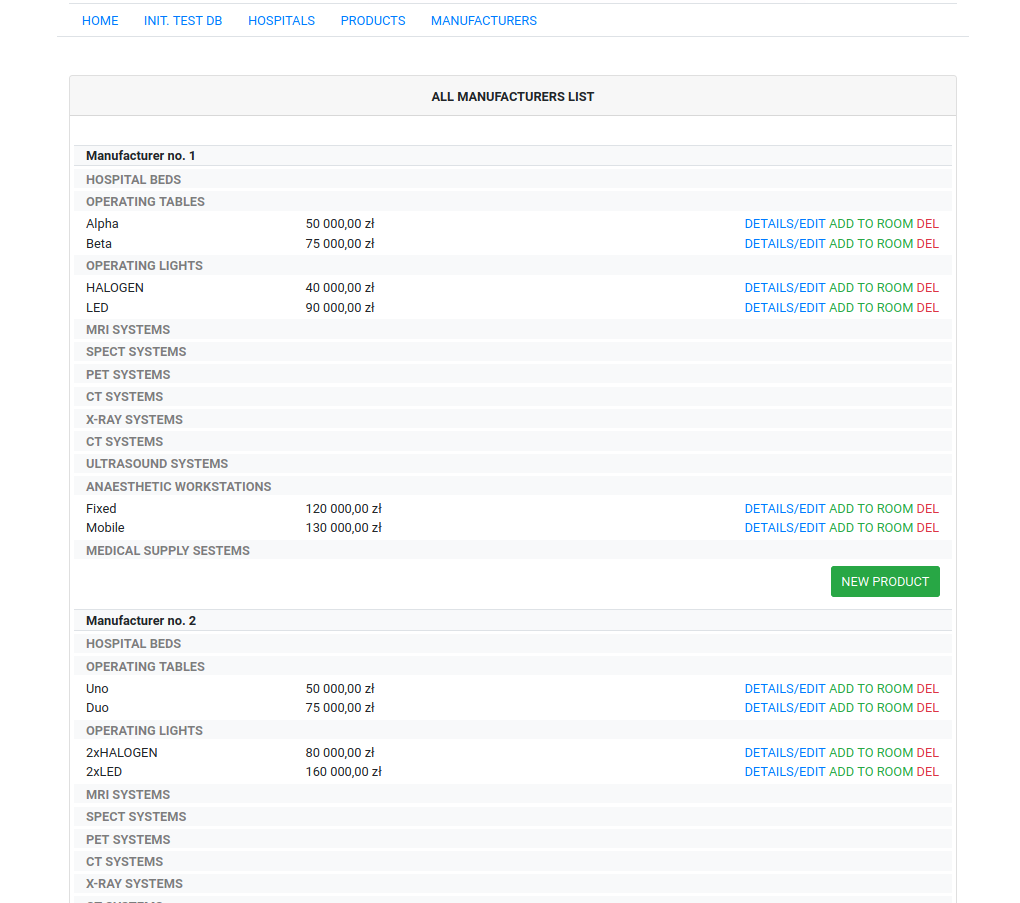 HOME INIT. TEST DB HOSPITALS PRODUCTS MANUFACTURERS
ALL MANUFACTURERS LIST
Manufacturer no. 1
HOSPITAL BEDS
OPERATING TABLES
Alpha 50 000,00 zł DETAILS/EDIT ADD TO ROOM DEL
Beta 75 000,00 zł DETAILS/EDIT ADD TO ROOM DEL
OPERATING LIGHTS
HALOGEN 40 000,00 zł DETAILS/EDIT ADD TO ROOM DEL
LED 90 000,00 zł DETAILS/EDIT ADD TO ROOM DEL
MRI SYSTEMS
SPECT SYSTEMS
PET SYSTEMS
CT SYSTEMS
X-RAY SYSTEMS
CT SYSTEMS
ULTRASOUND SYSTEMS
ANAESTHETIC WORKSTATIONS
Fixed 120 000,00 zł DETAILS/EDIT ADD TO ROOM DEL
Mobile 130 000,00 zł DETAILS/EDIT ADD TO ROOM DEL
MEDICAL SUPPLY SESTEMS
NEW PRODUCT
Manufacturer no. 2
HOSPITAL BEDS
OPERATING TABLES
Uno 50 000,00 zł DETAILS/EDIT ADD TO ROOM DEL
Duo 75 000,00 zł DETAILS/EDIT ADD TO ROOM DEL
OPERATING LIGHTS
2xHALOGEN 80 000,00 zł DETAILS/EDIT ADD TO ROOM DEL
2xLED 160 000,00 zł DETAILS/EDIT ADD TO ROOM DEL
MRI SYSTEMS
SPECT SYSTEMS
PET SYSTEMS
CT SYSTEMS
X-RAY SYSTEMS